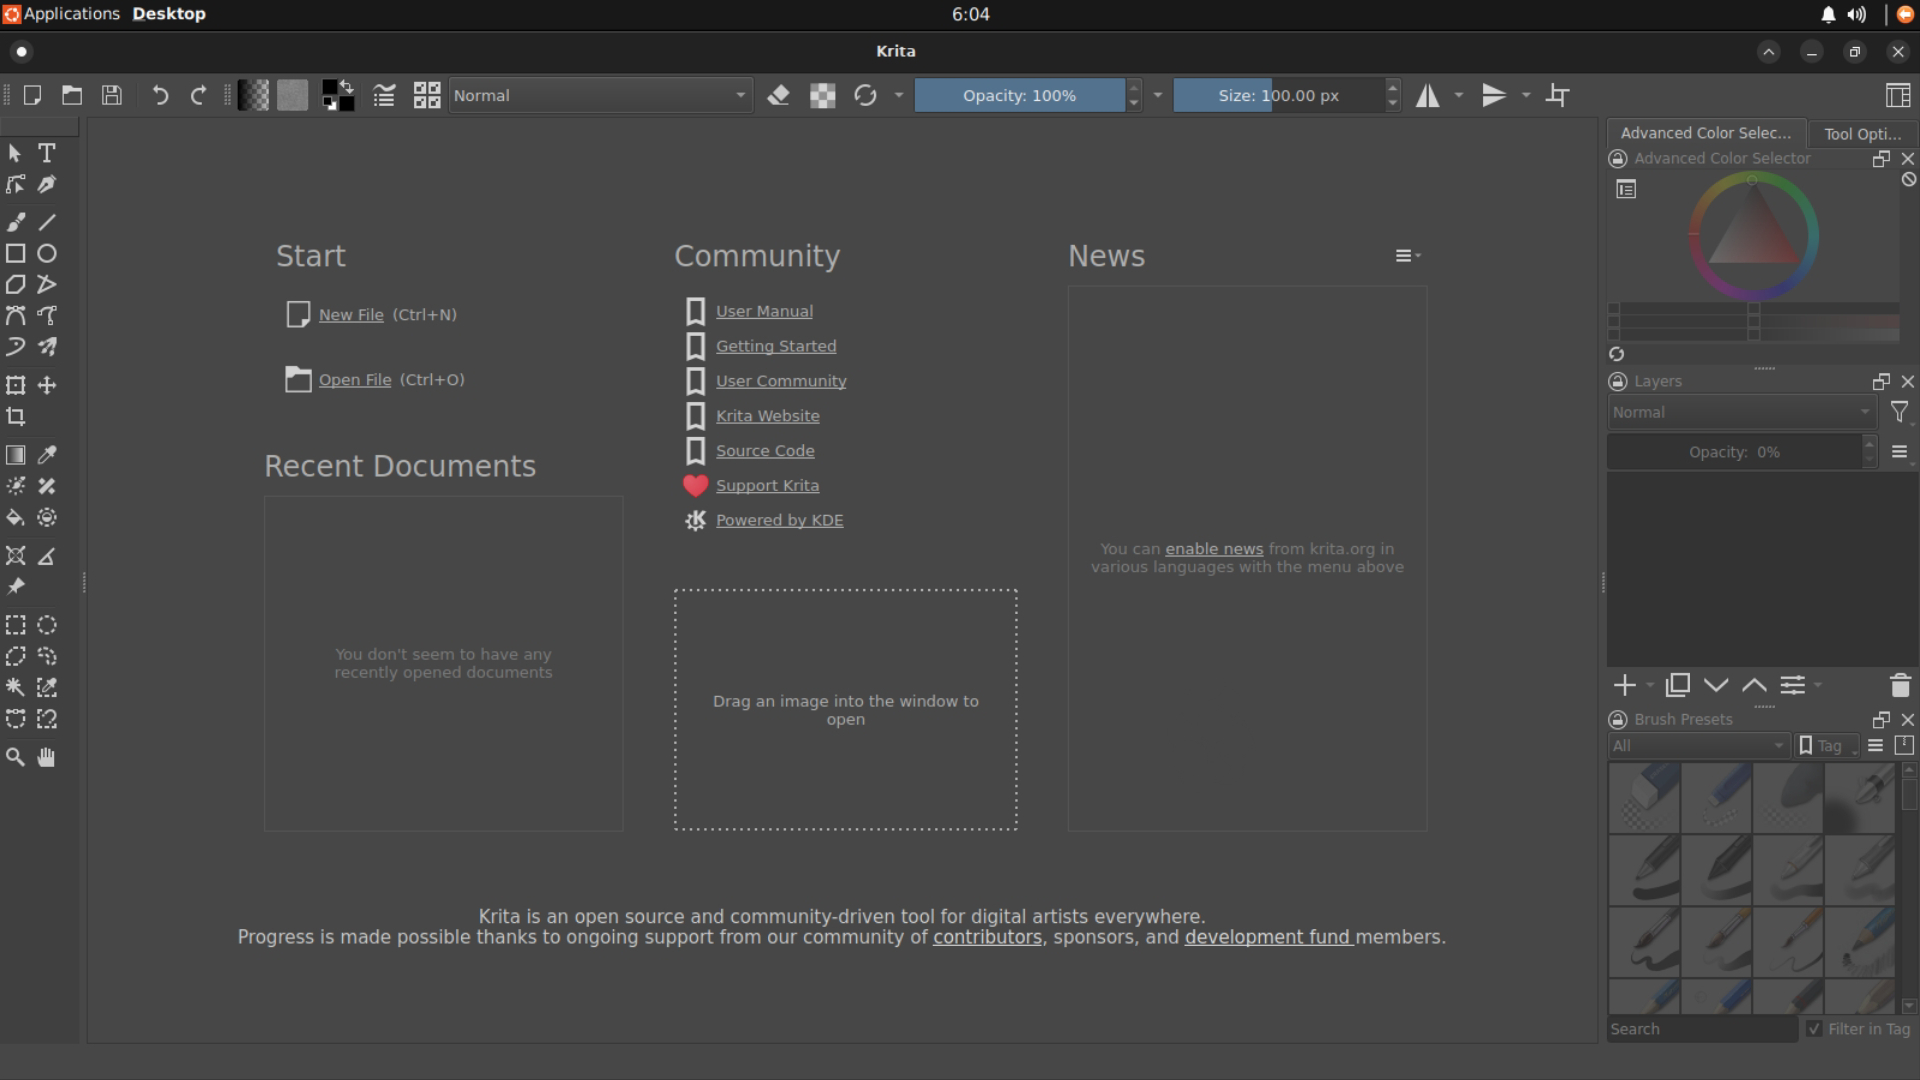 Applications Desktop 6:04
Krita
Normal Opacity: 100% Size: 100.00 px
Advanced Color Selec... Tool Opti...
Advanced Color Selector
Start
New File (Ctrl+N)
Open File (Ctrl+O)
Recent Documents
You don't seem to have any
recently opened documents
Community
User Manual
Getting Started
User Community
Krita Website
Source Code
Support Krita
Powered by KDE
Drag an image into the window to
open
News
You can enable news from krita.org in
various languages with the menu above
Krita is an open source and community-driven tool for digital artists everywhere.
Progress is made possible thanks to ongoing support from our community of contributors, sponsors, and development fund members.
Layers
Normal
Opacity: 0%
Brush Presets
All Tag
Search Filter in Tag